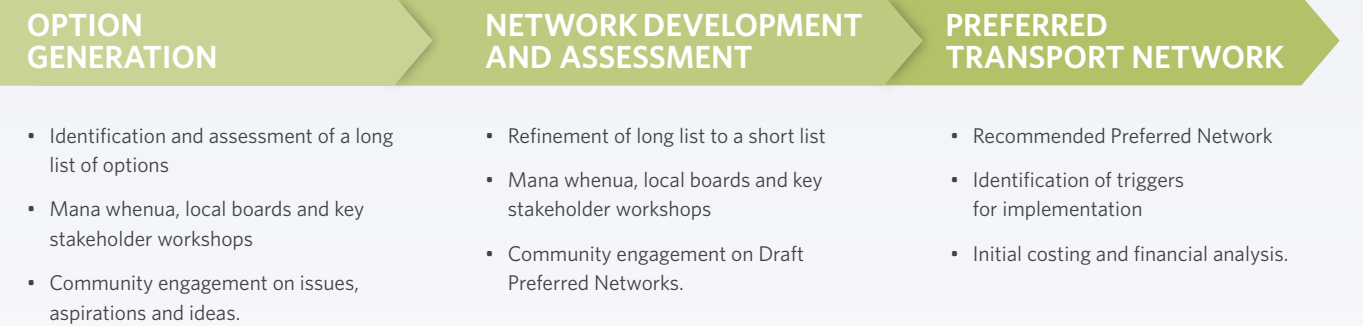 OPTION
GENERATION
• Identification and assessment of a long
list of options
• Mana whenua, local boards and key
stakeholder workshops
• Community engagement on issues,
aspirations and ideas.
NETWORK DEVELOPMENT
AND ASSESSMENT
• Refinement of long list to a short list
• Mana whenua, local boards and key
stakeholder workshops
• Community engagement on Draft
Preferred Networks.
PREFERRED
TRANSPORT NETWORK
• Recommended Preferred Network
• Identification of triggers
for implementation
• Initial costing and financial analysis.